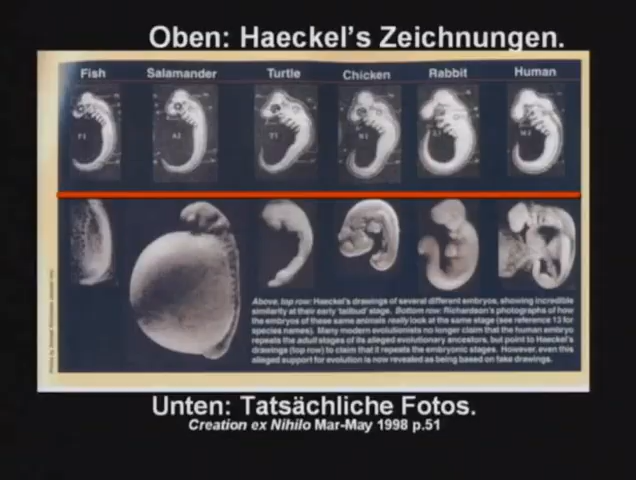 Oben: Haeckel's Zeichnungen.
Fish Salamander Turtle Chicken Rabbit Human
Above, top row: Haeckel's drawings of several different embryos, showing incredible
similarity at their early 'tailbud' stage. Bottom row: Richardson's photographs of how
the embryos of these same animals really look at the same stage (see reference 13 for
species names). Many modern evolutionists no longer claim that the human embryo
repeats the adult stages of its alleged evolutionary ancestors, but point to Haeckel's
drawings (top row) to claim that it repeats the embryonic stages. However, even this
alleged support for evolution is now revealed as being based on fake drawings.
Unten: Tatsächliche Fotos.
Creation ex Nihilo Mar-May 1998 p.51